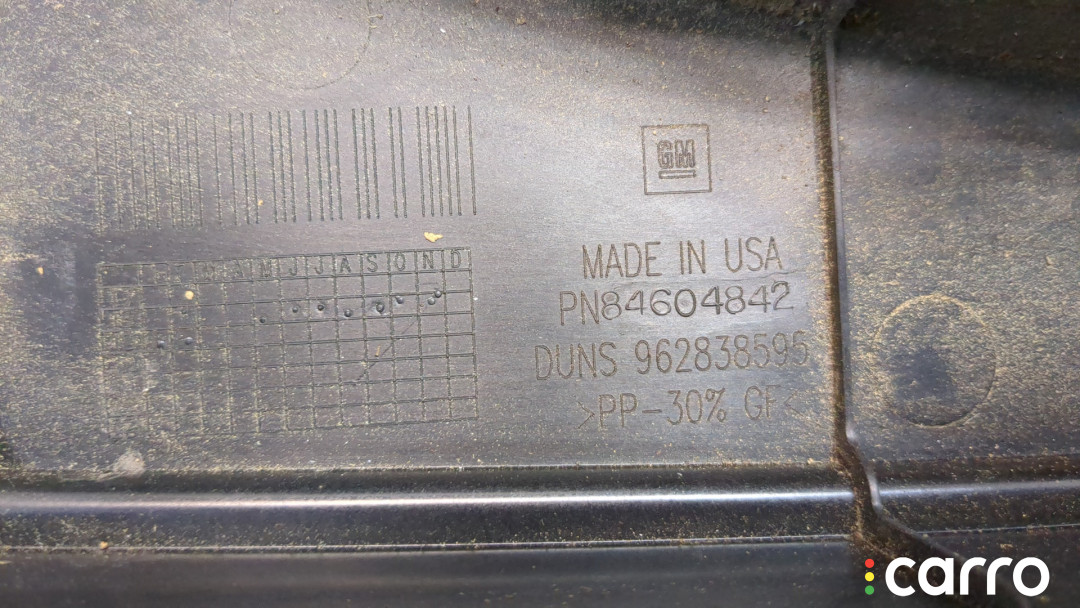 GM
MADE IN USA
PN84604842
DUNS 962838595
>PP-30% GF<
M A M J J A S O N D
carro